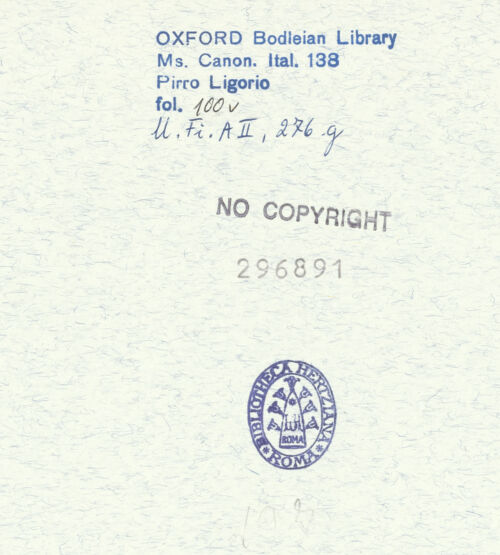 OXFORD Bodleian Library
Ms. Canon. Ital. 138
Pirro Ligorio
fol. 100v
U. Fi. A II, 276 g
NO COPYRIGHT
296891
BIBLIOTHECA HERTZIANA
ROMA
* ROMA *